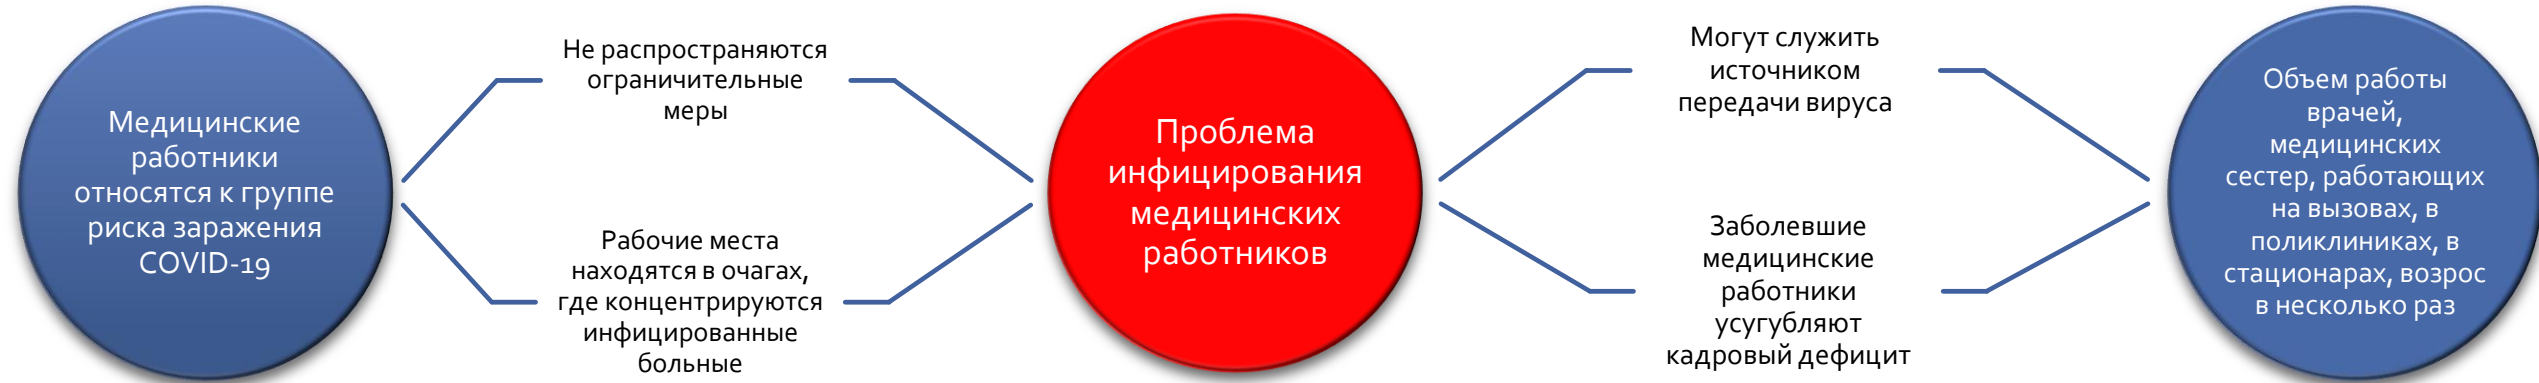 Медицинские
работники
относятся к группе
риска заражения
COVID-19
Не распространяются
ограничительные
меры
Рабочие места
находятся в очагах,
где концентрируются
инфицированные
больные
Проблема
инфицирования
медицинских
работников
Могут служить
источником
передачи вируса
Заболевшие
медицинские
работники
усугубляют
кадровый дефицит
Объем работы
врачей,
медицинских
сестер, работающих
на вызовах, в
поликлиниках, в
стационарах, возрос
в несколько раз